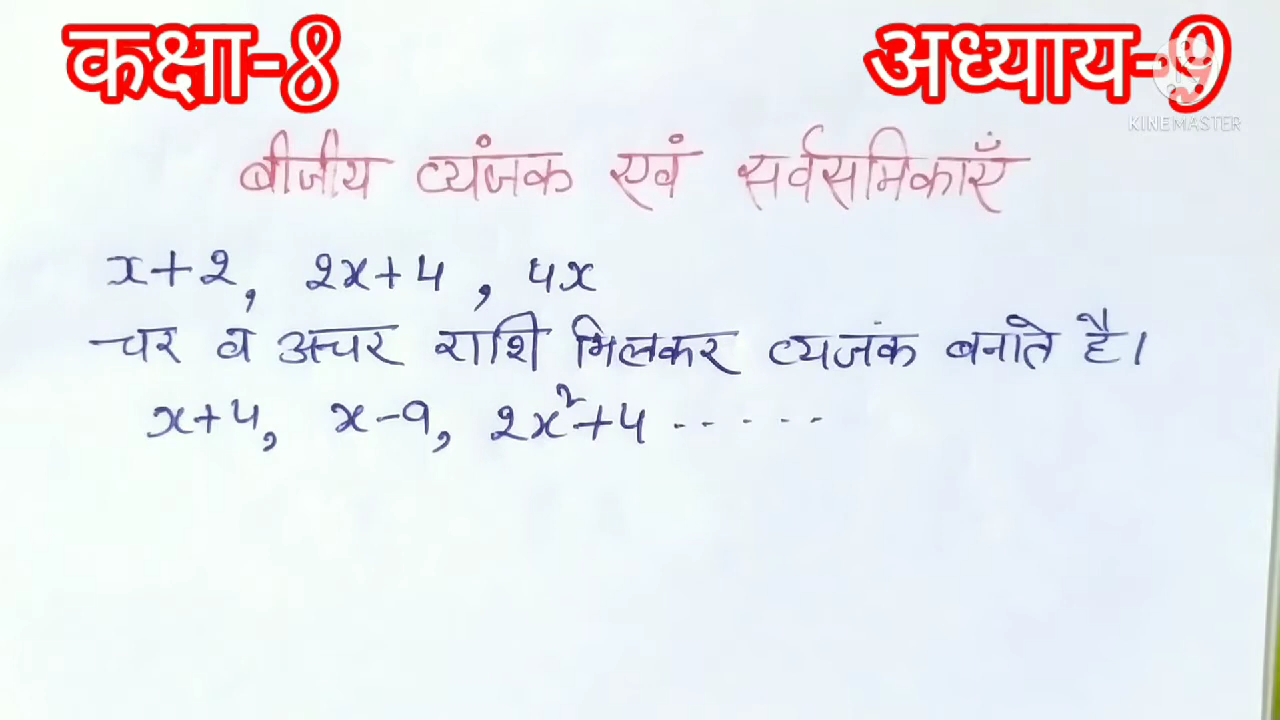 कक्षा-8 अध्याय-9
KINEMASTER
बीजीय व्यंजक एवं सर्वसमिकाएँ
x+2, 2x+4, 4x
चर व अचर राशि मिलकर व्यजंक बनाते है।
x+4, x-9, 2x²+4 -----